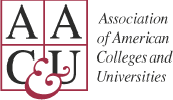 AA
C&U
Association
of American
Colleges and
Universities